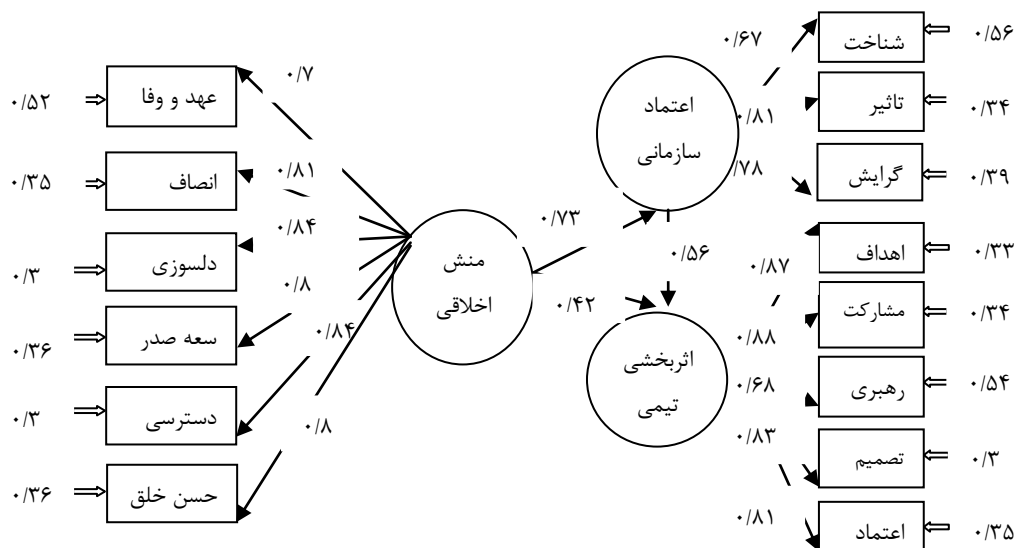 ۰/۵۶
شناخت
۰/۶۷
۰/۷
عهد و وفا
۰/۵۲
اعتماد
سازمانی
۰/۸۱
تاثیر
۰/۳۴
انصاف
۰/۸۱
۰/۳۵
۰/۷۸
گرایش
۰/۳۹
دلسوزی
۰/۸۴
۰/۳
منش
اخلاقی
۰/۷۳
۰/۵۶
۰/۴۲
۰/۸۷
اهداف
۰/۳۳
سعه صدر
۰/۸
۰/۳۶
۰/۸۸
مشارکت
۰/۳۴
اثربخشی
تیمی
۰/۶۸
رهبری
۰/۵۴
دسترسی
۰/۸۴
۰/۳
۰/۸۳
تصمیم
۰/۳
حسن خلق
۰/۸
۰/۳۶
۰/۸۱
اعتماد
۰/۳۵